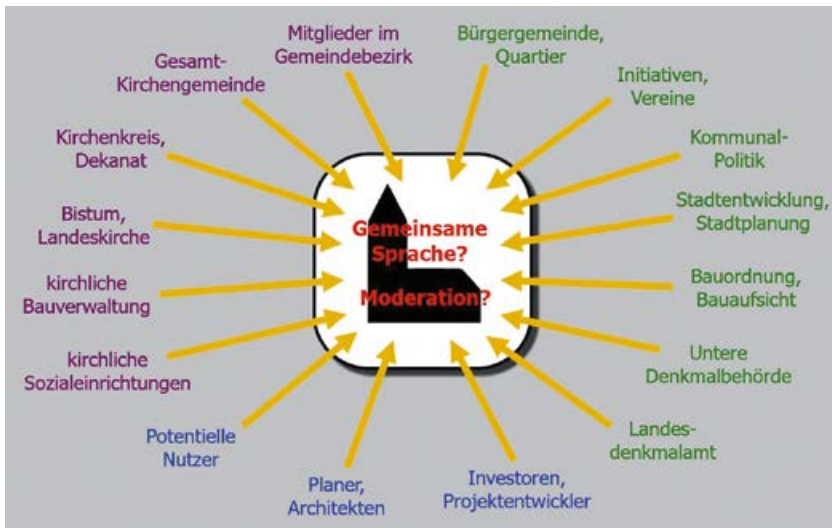 Mitglieder im
Gemeindebezirk
Bürgergemeinde,
Quartier
Gesamt-
Kirchengemeinde
Initiativen,
Vereine
Kirchenkreis,
Dekanat
Kommunal-
Politik
Bistum,
Landeskirche
Stadtentwicklung,
Stadtplanung
Gemeinsame
Sprache?
kirchliche
Bauverwaltung
Bauordnung,
Bauaufsicht
Moderation?
kirchliche
Sozialeinrichtungen
Untere
Denkmalbehörde
Potentielle
Nutzer
Landes-
denkmalamt
Planer,
Architekten
Investoren,
Projektentwickler